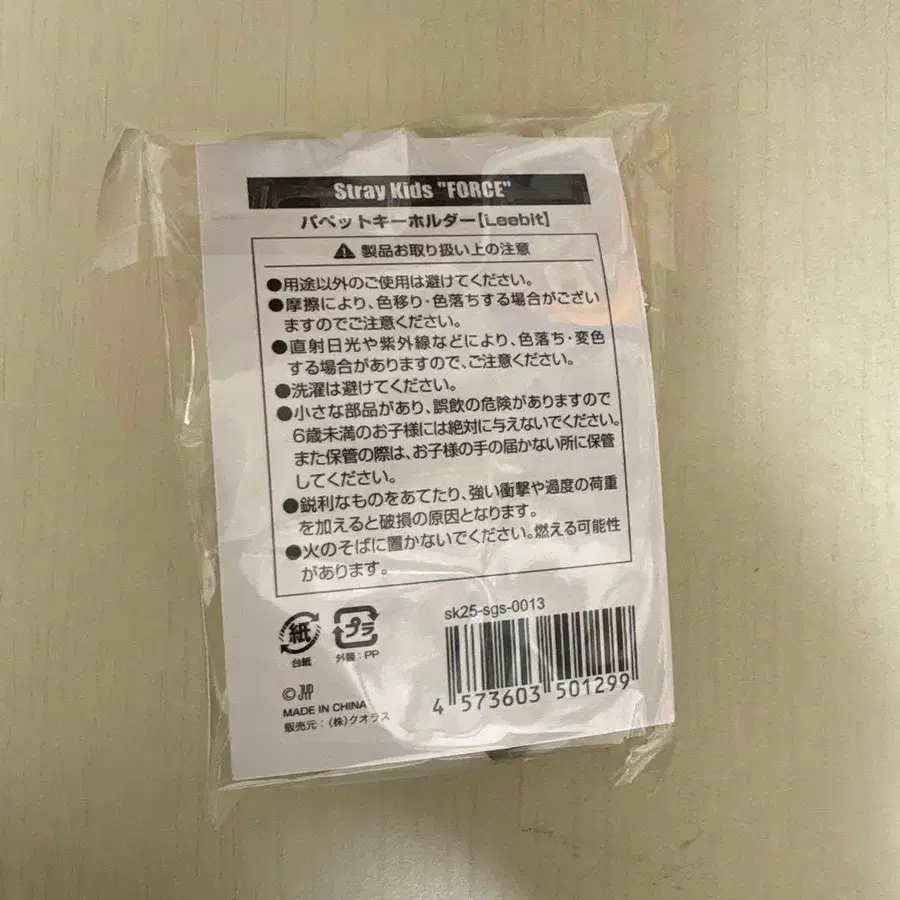 Stray Kids "FORCE"
パペットキーホルダー【Leebit】
製品お取り扱い上の注意
●用途以外のご使用は避けてください。
●摩擦により、色移り・色落ちする場合がござい
ますのでご注意ください。
●直射日光や紫外線などにより、色落ち・変色
する場合がありますので、ご注意ください。
●洗濯は避けてください。
●小さな部品があり、誤飲の危険がありますので
6歳未満のお子様には絶対に与えないでください。
また保管の際は、お子様の手の届かない所に保管
してください。
●鋭利なものをあてたり、強い衝撃や過度の荷重
を加えると破損の原因となります。
●火のそばに置かないでください。燃える可能性
があります。
紙
台紙
プラ
外装：PP
sk25-sgs-0013
4 573603 501299
©JYP
MADE IN CHINA
販売元：（株）クオラス